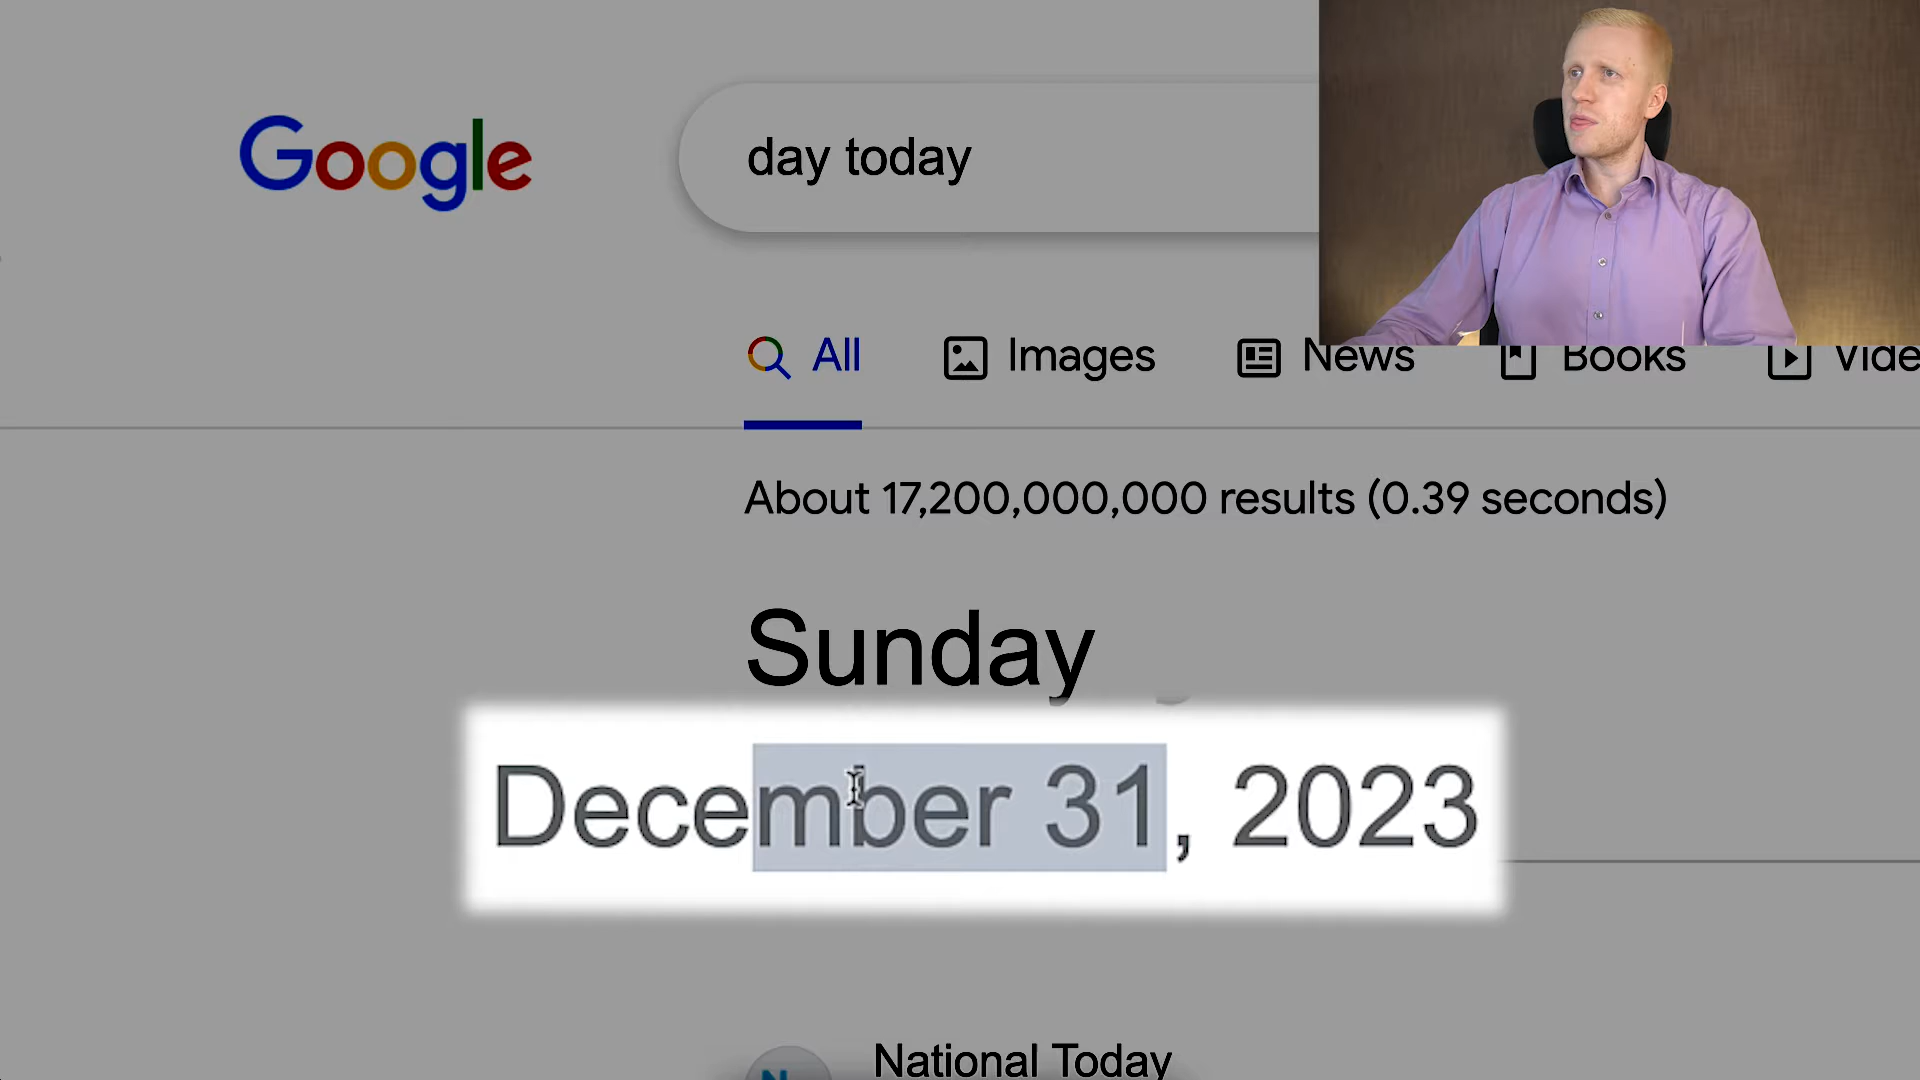 Google
day today
All
Images
News
Books
About 17,200,000,000 results (0.39 seconds)
Sunday
December 31, 2023
National Today